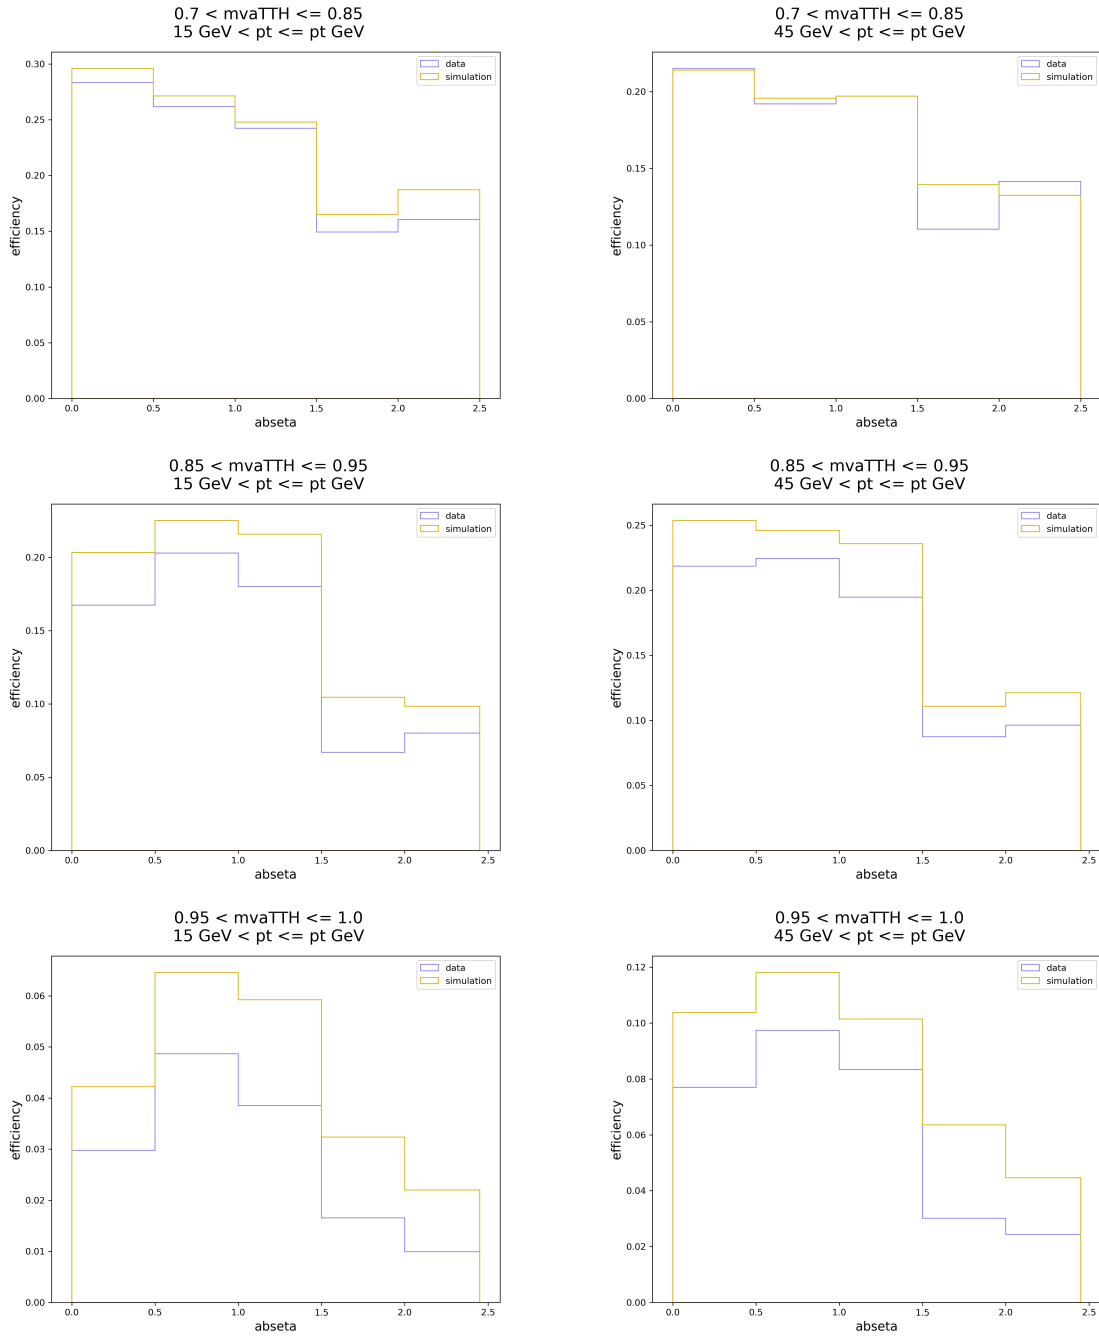 0.7 < mvaTTH <= 0.85
15 GeV < pt <= pt GeV
data
simulation
0.30
0.25
0.20
0.15
0.10
0.05
0.00
efficiency
0.0 0.5 1.0 1.5 2.0 2.5
abseta
0.7 < mvaTTH <= 0.85
45 GeV < pt <= pt GeV
data
simulation
0.20
0.15
0.10
0.05
0.00
efficiency
0.0 0.5 1.0 1.5 2.0 2.5
abseta
0.85 < mvaTTH <= 0.95
15 GeV < pt <= pt GeV
data
simulation
0.20
0.15
0.10
0.05
0.00
efficiency
0.0 0.5 1.0 1.5 2.0 2.5
abseta
0.85 < mvaTTH <= 0.95
45 GeV < pt <= pt GeV
data
simulation
0.25
0.20
0.15
0.10
0.05
0.00
efficiency
0.0 0.5 1.0 1.5 2.0 2.5
abseta
0.95 < mvaTTH <= 1.0
15 GeV < pt <= pt GeV
data
simulation
0.06
0.05
0.04
0.03
0.02
0.01
0.00
efficiency
0.0 0.5 1.0 1.5 2.0 2.5
abseta
0.95 < mvaTTH <= 1.0
45 GeV < pt <= pt GeV
data
simulation
0.12
0.10
0.08
0.06
0.04
0.02
0.00
efficiency
0.0 0.5 1.0 1.5 2.0 2.5
abseta